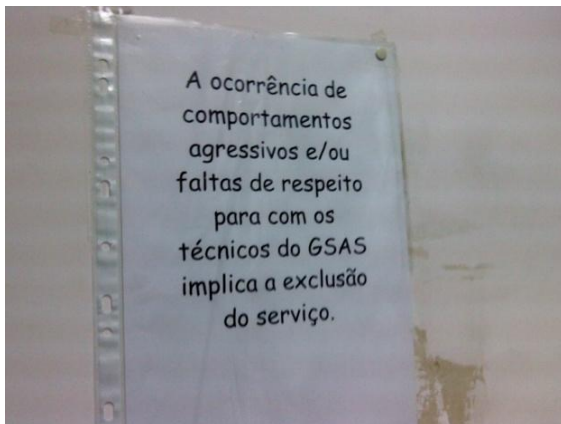 A ocorrência de
comportamentos
agressivos e/ou
faltas de respeito
para com os
técnicos do GSAS
implica a exclusão
do serviço.